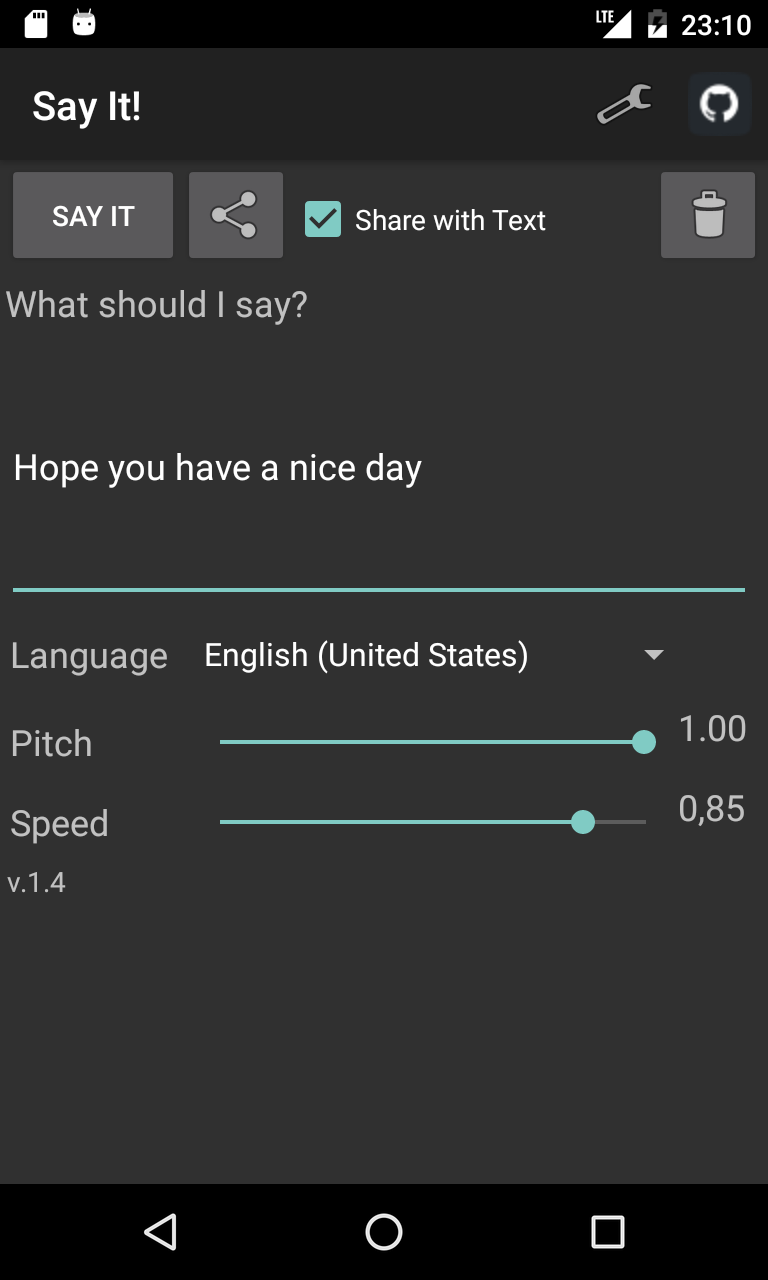 LTE 23:10
Say It!
SAY IT Share with Text
What should I say?
Hope you have a nice day
Language English (United States)
Pitch 1.00
Speed 0,85
v.1.4